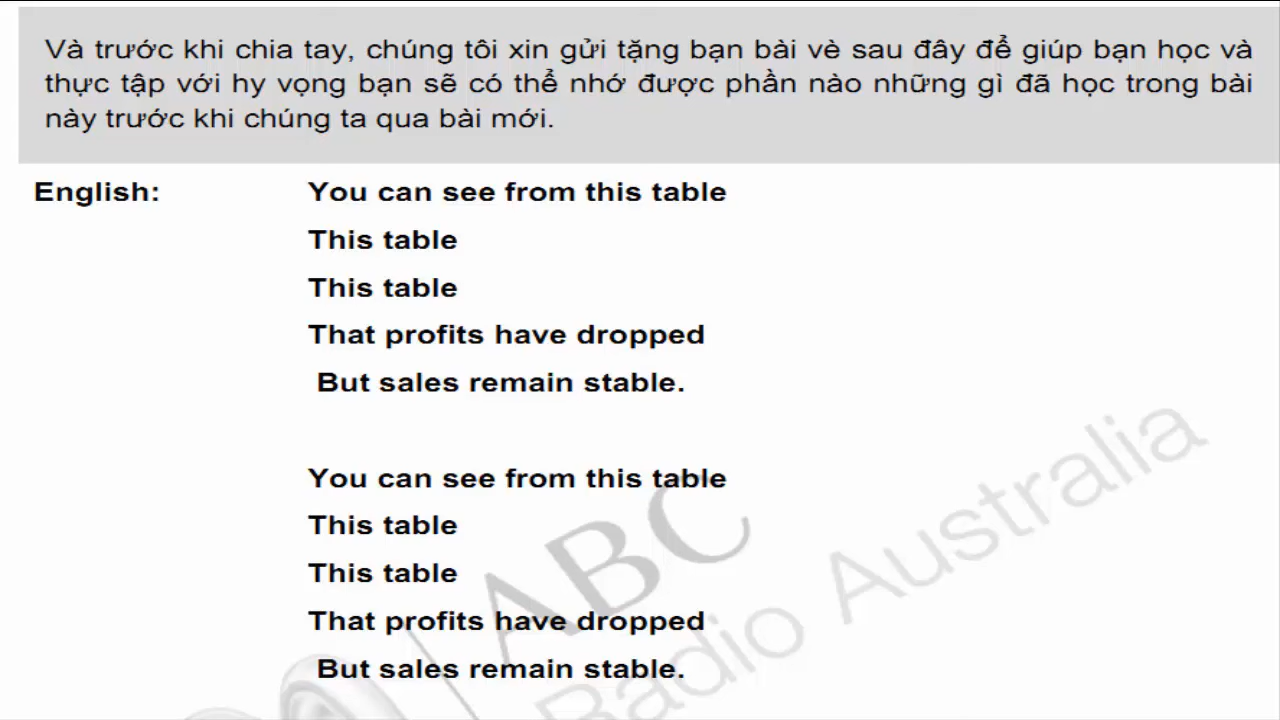 Và trước khi chia tay, chúng tôi xin gửi tặng bạn bài vè sau đây để giúp bạn học và
thực tập với hy vọng bạn sẽ có thể nhớ được phần nào những gì đã học trong bài
này trước khi chúng ta qua bài mới.
English: You can see from this table
This table
This table
That profits have dropped
But sales remain stable.
You can see from this table
This table
This table
That profits have dropped
But sales remain stable.
ABC
Radio Australia